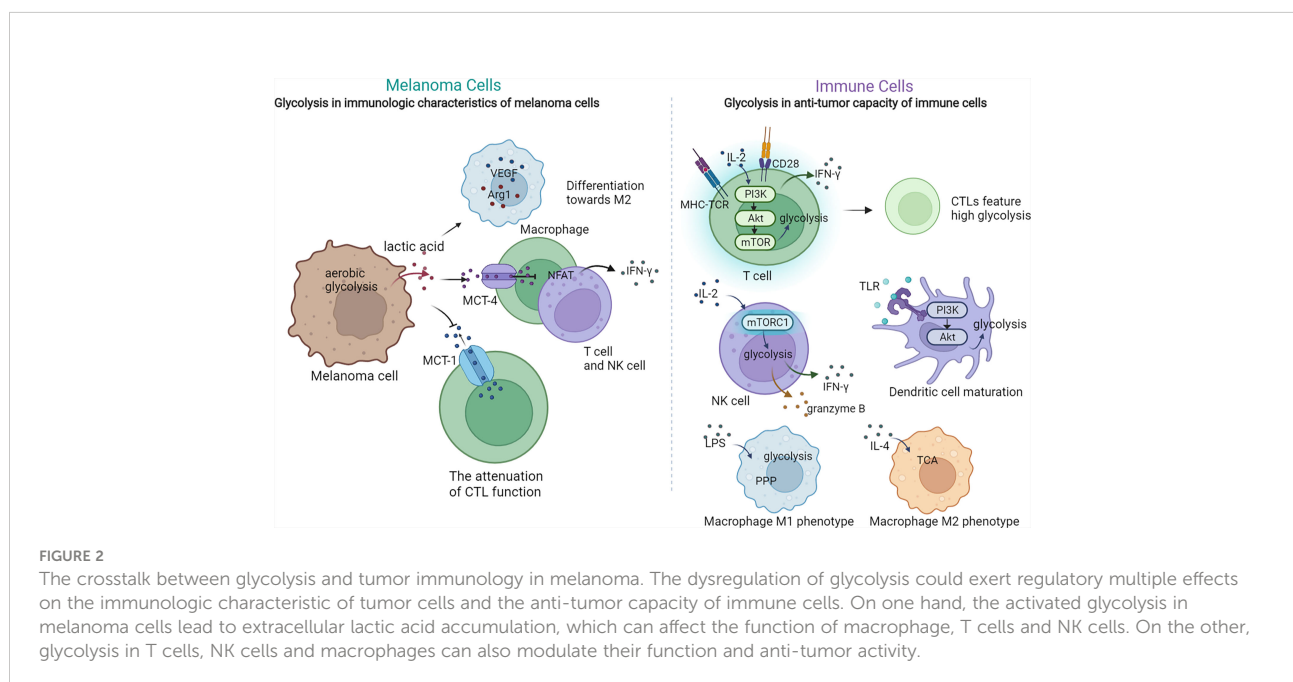 Melanoma Cells
Glycolysis in immunologic characteristics of melanoma cells
VEGF
Arg1
Differentiation
towards M2
Macrophage
lactic acid
aerobic
glycolysis
MCT-4
NFAT
IFN-γ
T cell
and NK cell
Melanoma cell
MCT-1
The attenuation
of CTL function
Immune Cells
Glycolysis in anti-tumor capacity of immune cells
IL-2
CD28
IFN-γ
MHC-TCR
PI3K
Akt
glycolysis
mTOR
T cell
CTLs feature
high glycolysis
IL-2
mTORC1
glycolysis
NK cell
IFN-γ
granzyme B
TLR
PI3K
Akt
glycolysis
Dendritic cell maturation
LPS
glycolysis
PPP
Macrophage M1 phenotype
IL-4
TCA
Macrophage M2 phenotype
FIGURE 2
The crosstalk between glycolysis and tumor immunology in melanoma. The dysregulation of glycolysis could exert regulatory multiple effects
on the immunologic characteristic of tumor cells and the anti-tumor capacity of immune cells. On one hand, the activated glycolysis in
melanoma cells lead to extracellular lactic acid accumulation, which can affect the function of macrophage, T cells and NK cells. On the other,
glycolysis in T cells, NK cells and macrophages can also modulate their function and anti-tumor activity.